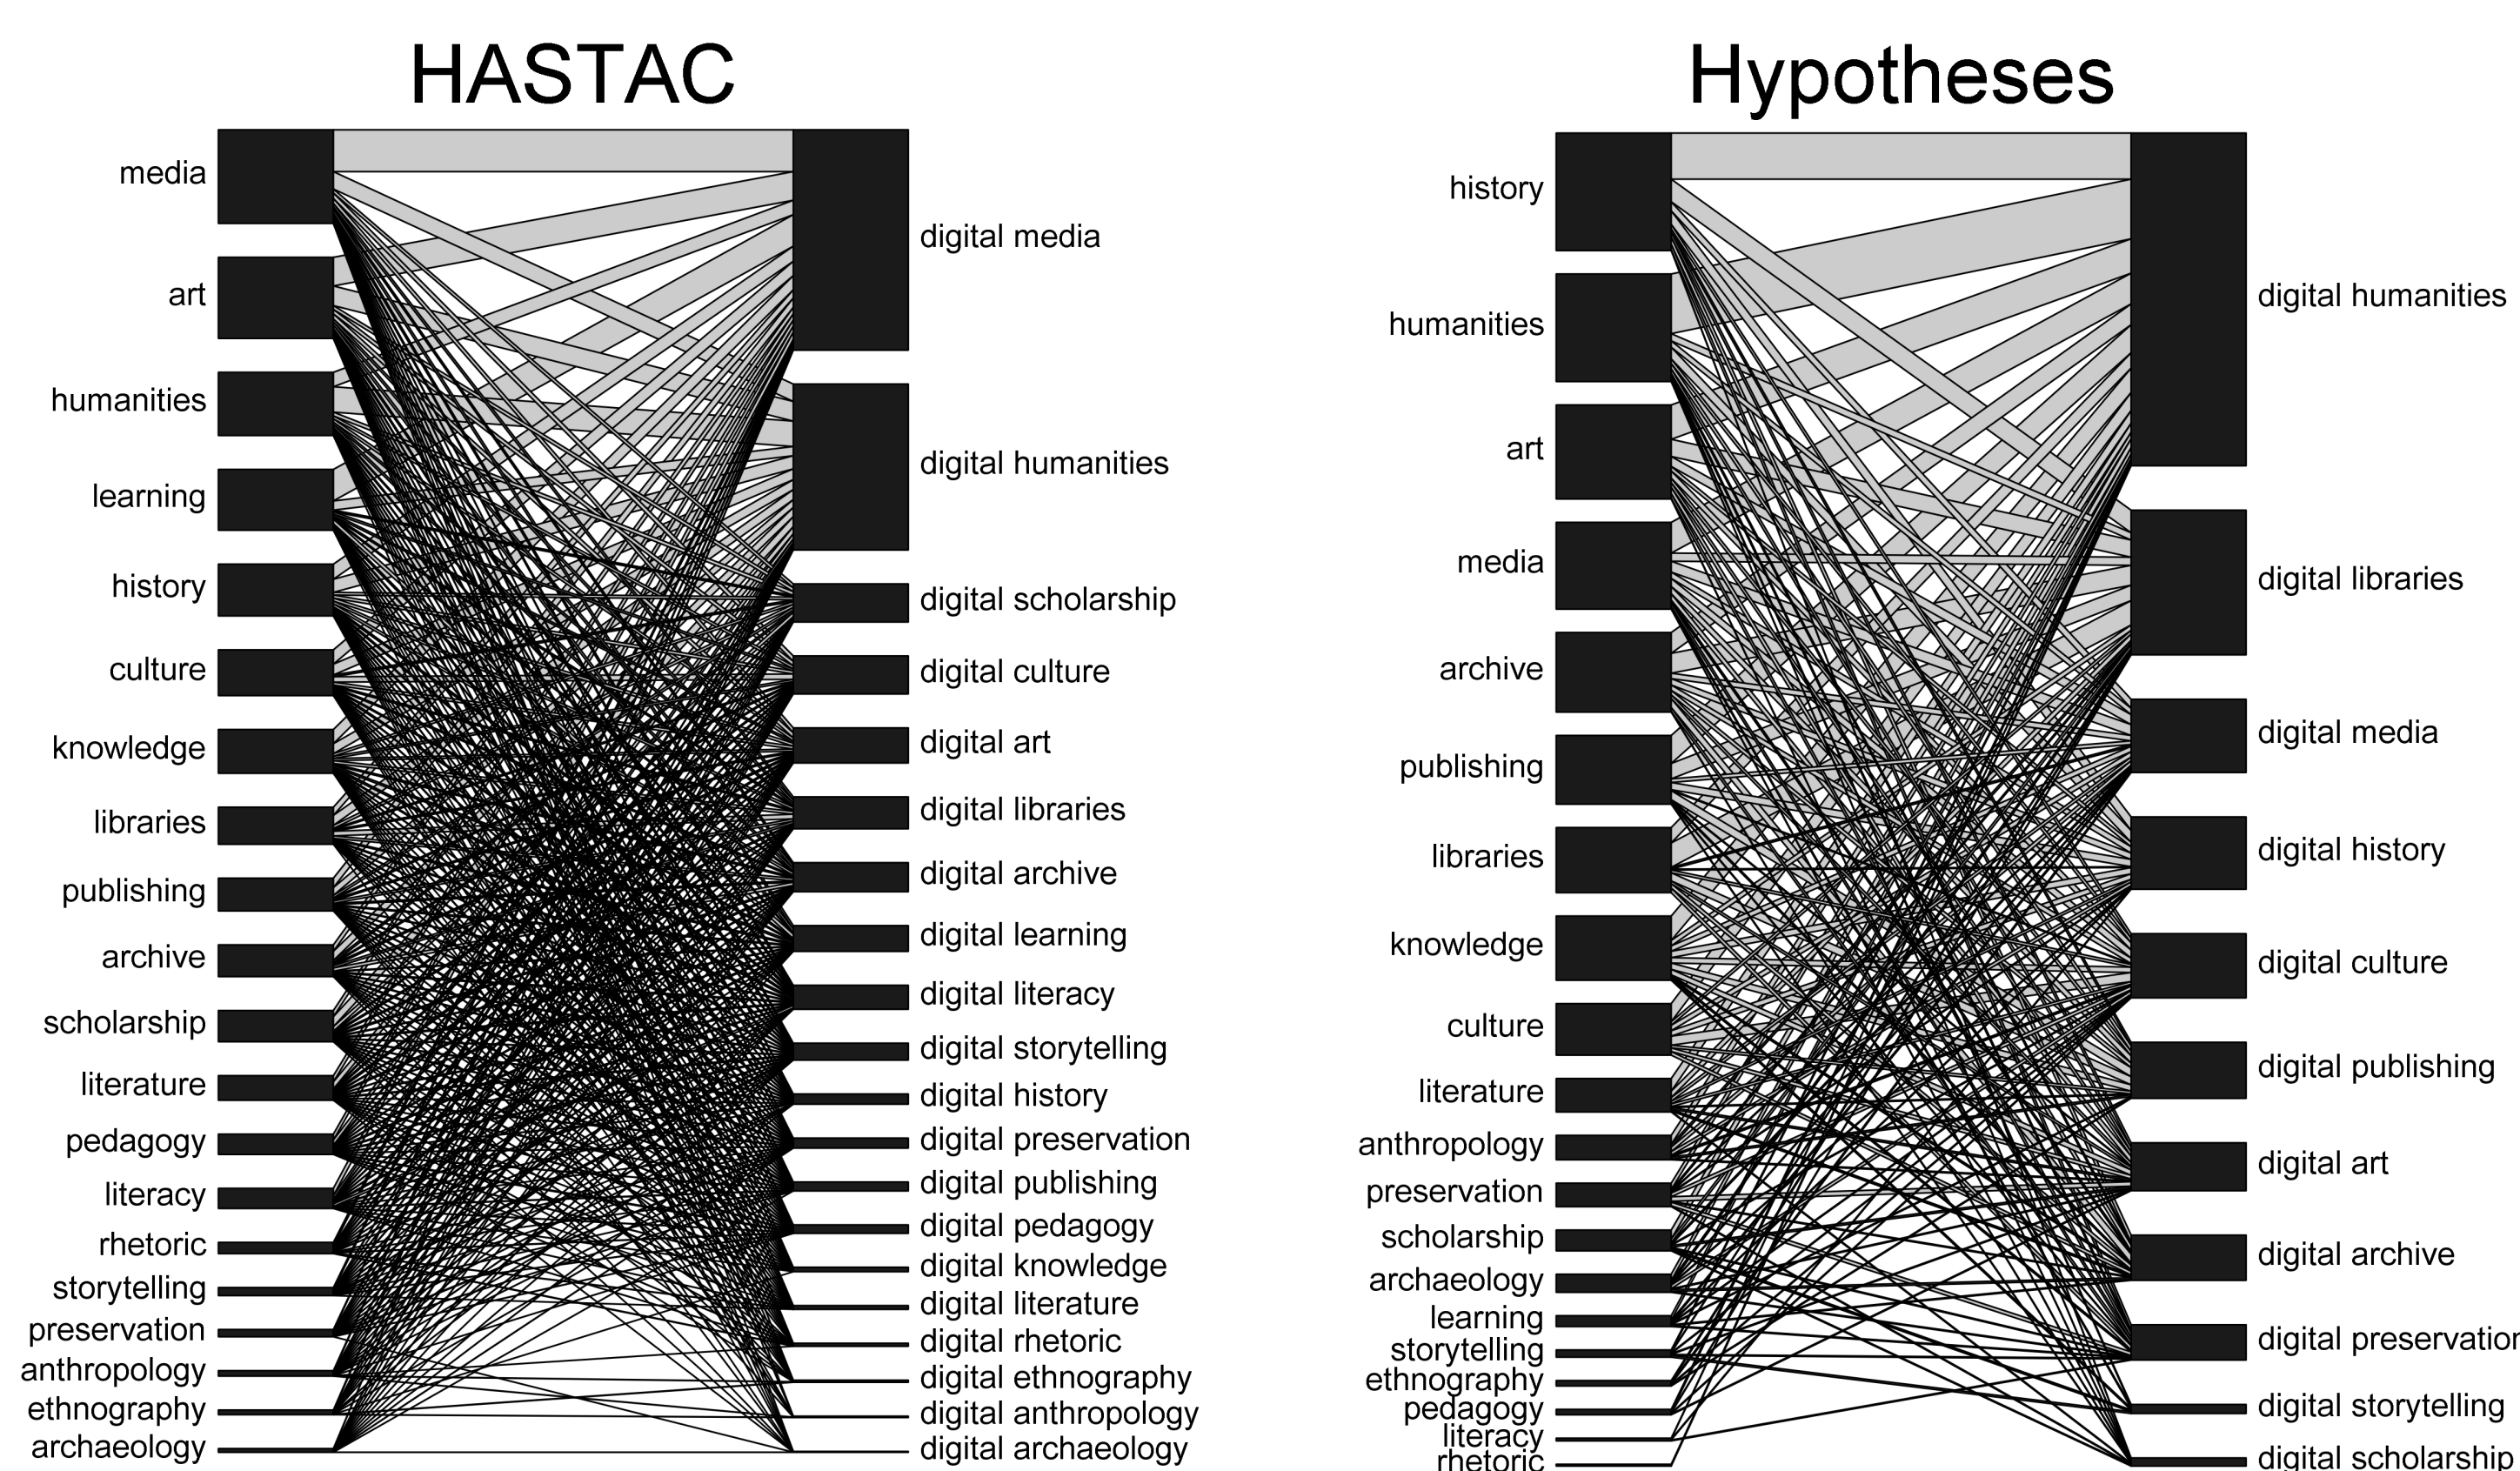 HASTAC
media
art
humanities
learning
history
culture
knowledge
libraries
publishing
archive
scholarship
literature
pedagogy
literacy
rhetoric
storytelling
preservation
anthropology
ethnography
archaeology
digital media
digital humanities
digital scholarship
digital culture
digital art
digital libraries
digital archive
digital learning
digital literacy
digital storytelling
digital history
digital preservation
digital publishing
digital pedagogy
digital knowledge
digital literature
digital rhetoric
digital ethnography
digital anthropology
digital archaeology
Hypotheses
history
humanities
art
media
archive
publishing
libraries
knowledge
culture
literature
anthropology
preservation
scholarship
archaeology
learning
storytelling
ethnography
pedagogy
literacy
rhetoric
digital humanities
digital libraries
digital media
digital history
digital culture
digital publishing
digital art
digital archive
digital preservation
digital storytelling
digital scholarship